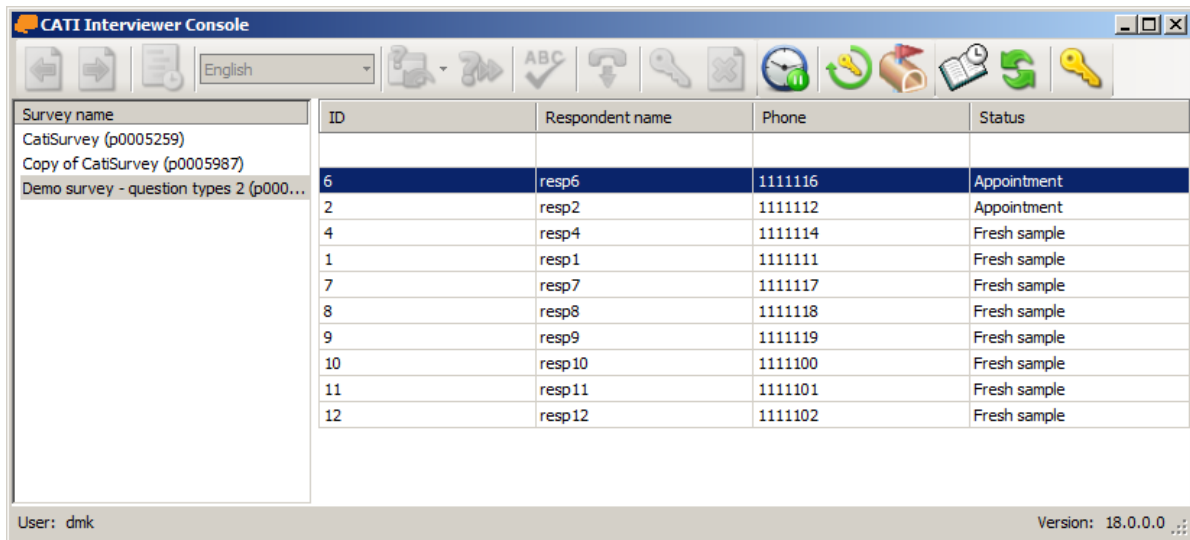 CATI Interviewer Console
English
ABC
Survey name
CatiSurvey (p0005259)
Copy of CatiSurvey (p0005987)
Demo survey - question types 2 (p000...
ID Respondent name Phone Status
6 resp6 1111116 Appointment
2 resp2 1111112 Appointment
4 resp4 1111114 Fresh sample
1 resp1 1111111 Fresh sample
7 resp7 1111117 Fresh sample
8 resp8 1111118 Fresh sample
9 resp9 1111119 Fresh sample
10 resp10 1111100 Fresh sample
11 resp11 1111101 Fresh sample
12 resp12 1111102 Fresh sample
User: dmk Version: 18.0.0.0